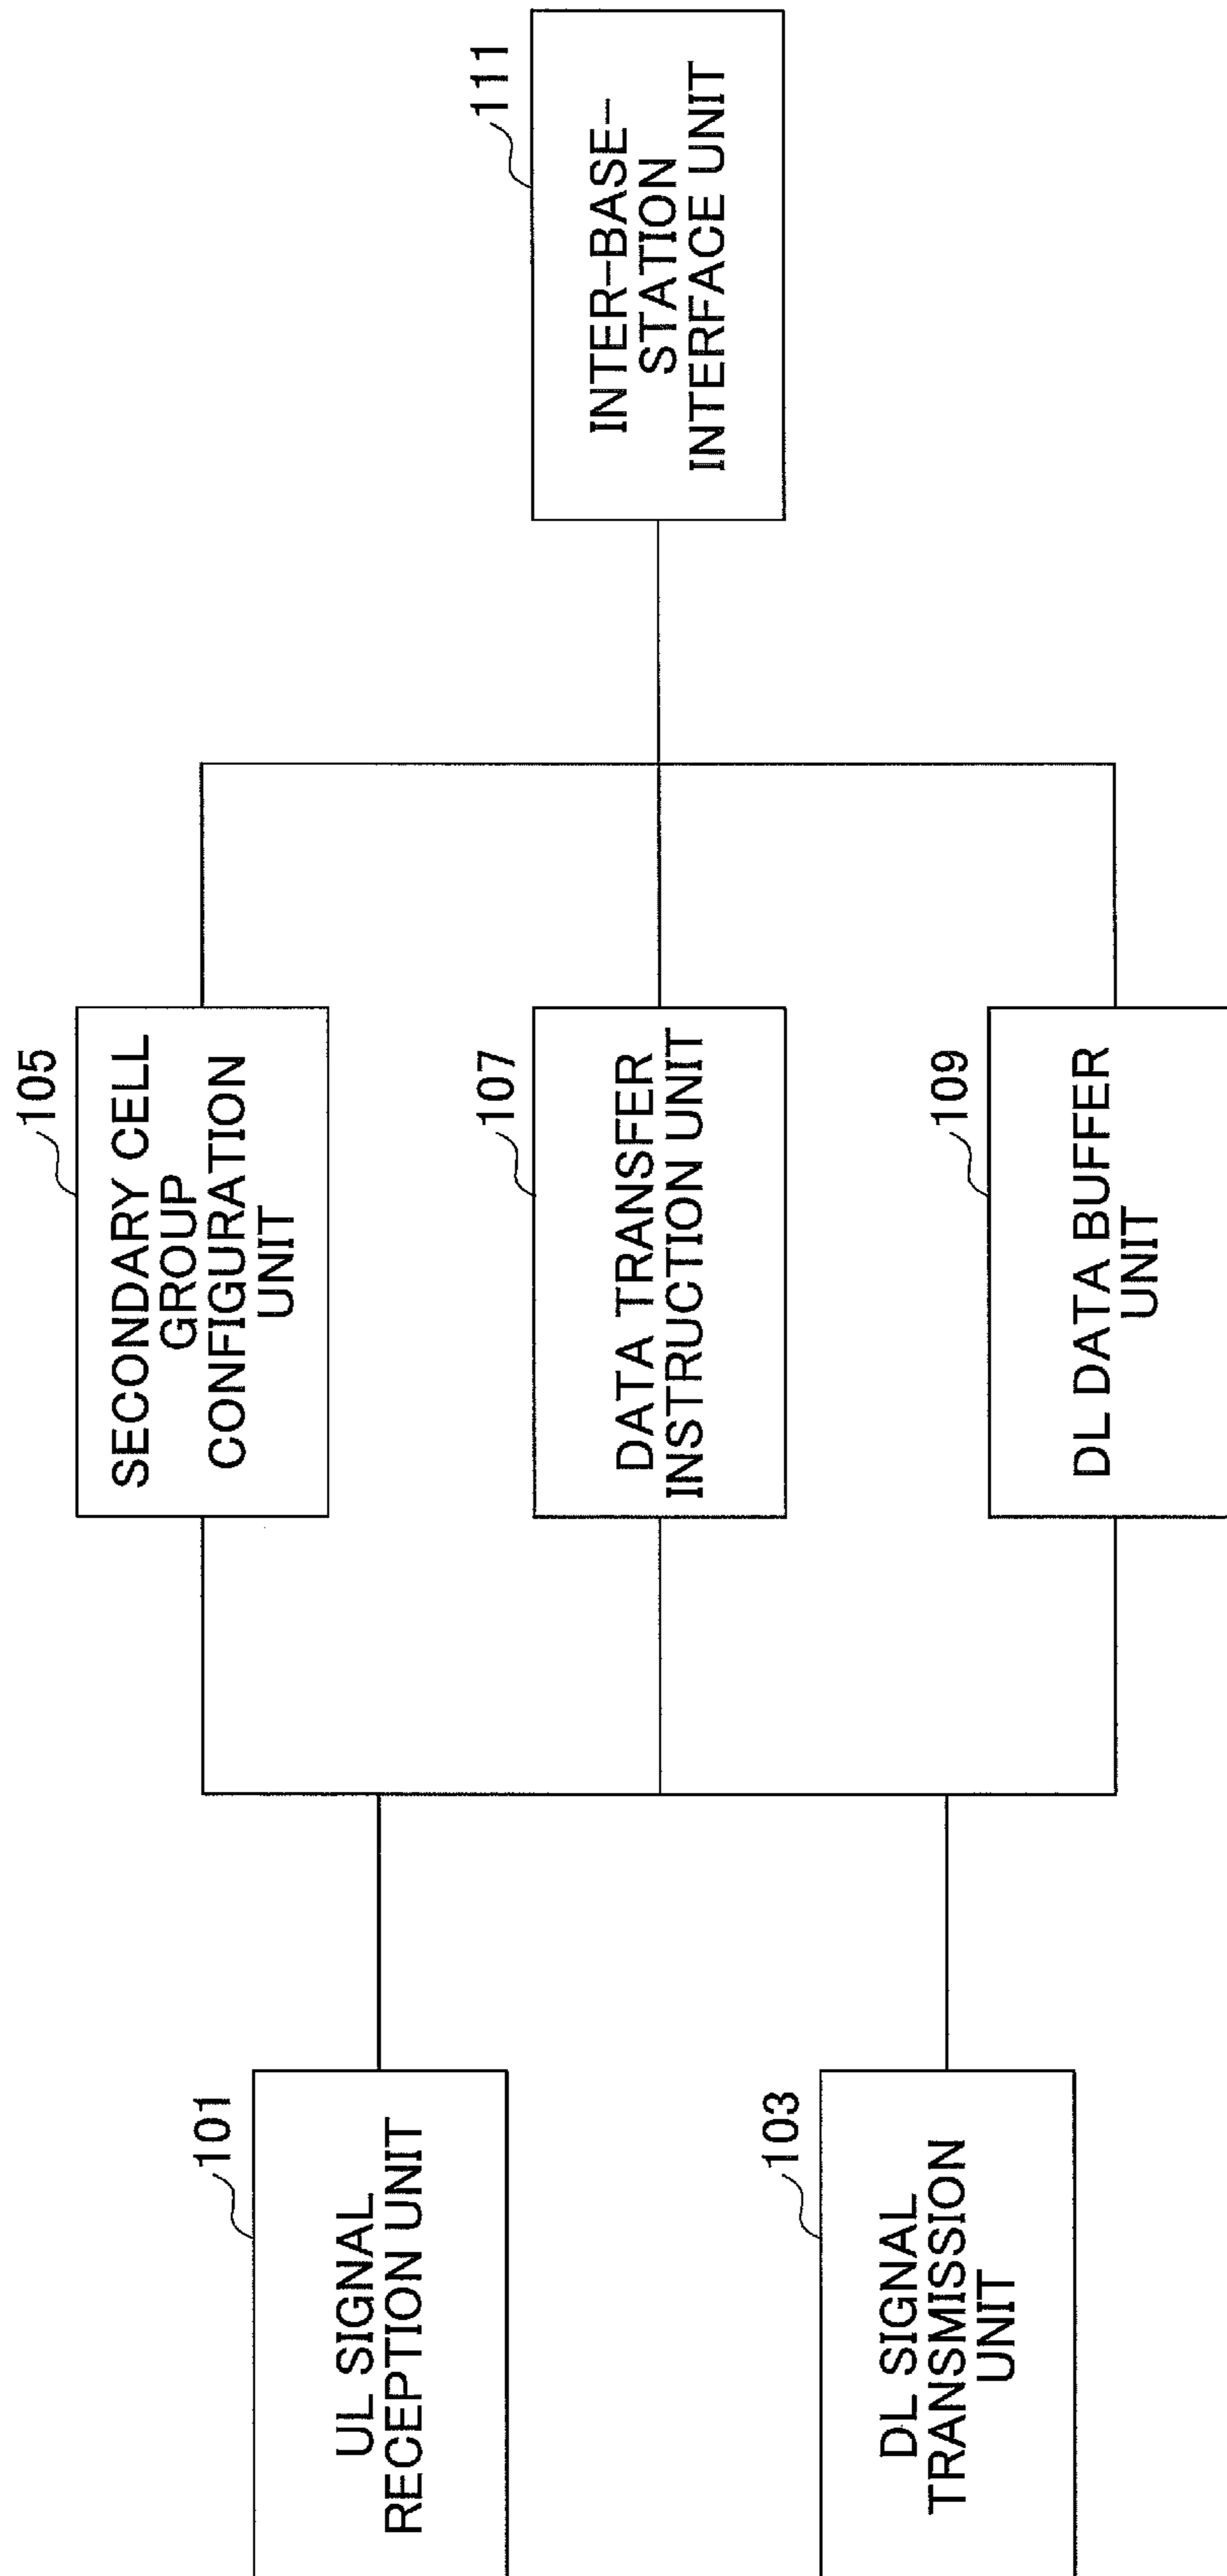 101
UL SIGNAL
RECEPTION UNIT
103
DL SIGNAL
TRANSMISSION
UNIT
105
SECONDARY CELL
GROUP
CONFIGURATION
UNIT
107
DATA TRANSFER
INSTRUCTION UNIT
109
DL DATA BUFFER
UNIT
111
INTER-BASE-
STATION
INTERFACE UNIT